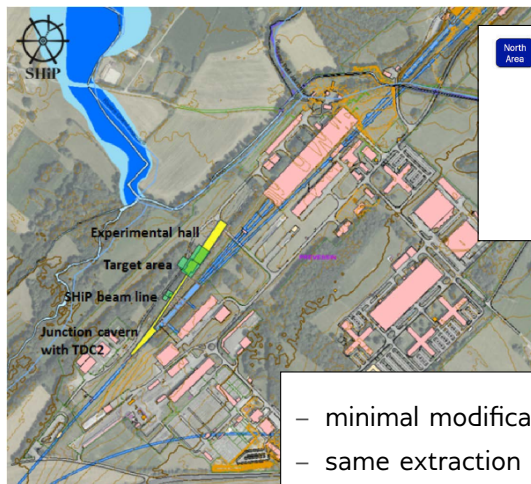 SHiP
North
Area
Experimental hall
Target area
SHiP beam line
Junction cavern
with TDC2
– minimal modifica
– same extraction